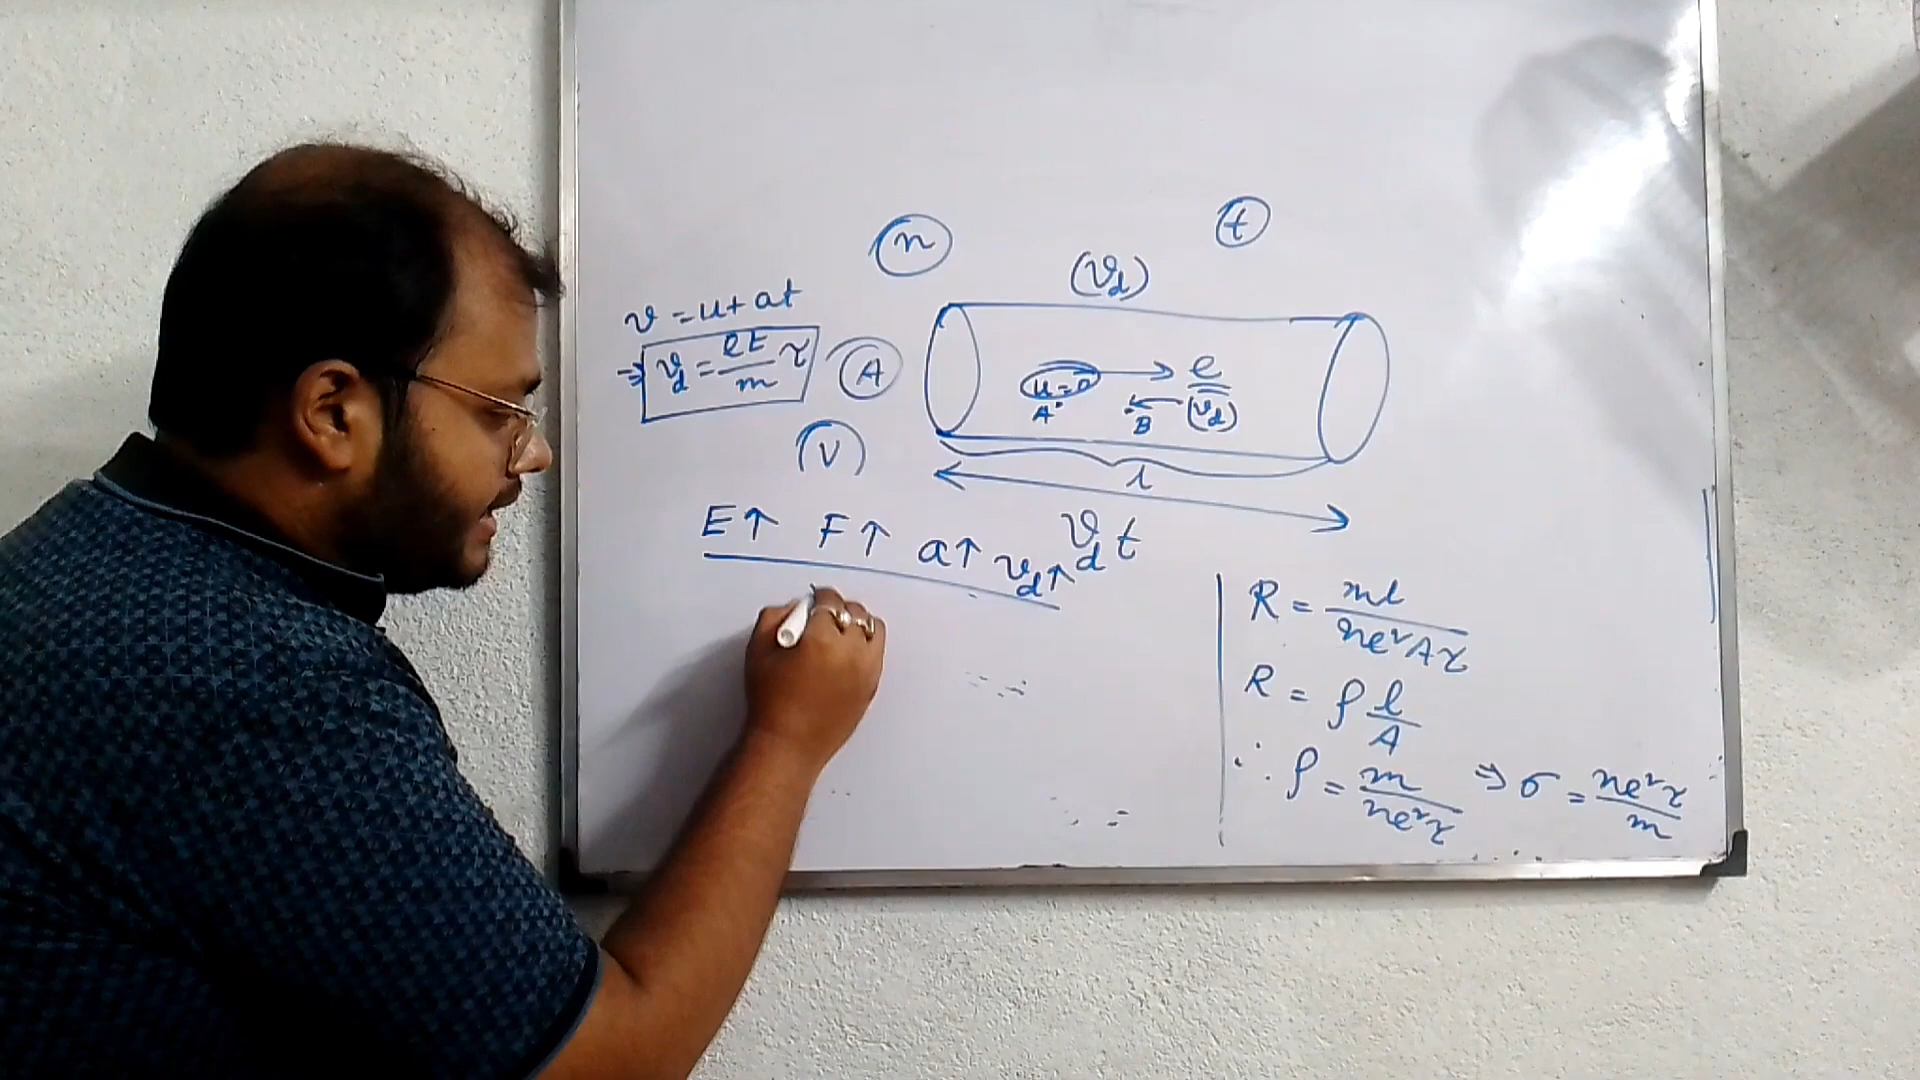 n
t
(v_d)
v = u + at
⇒ v_d = eE/m τ
A
u = 0
e
A
B
(v_d)
V
l
E↑ F↑ a↑ v_d↑
v_d t
R = ml/ne²Aτ
R = ρ l/A
∴ ρ = m/ne²τ ⇒ σ = ne²τ/m